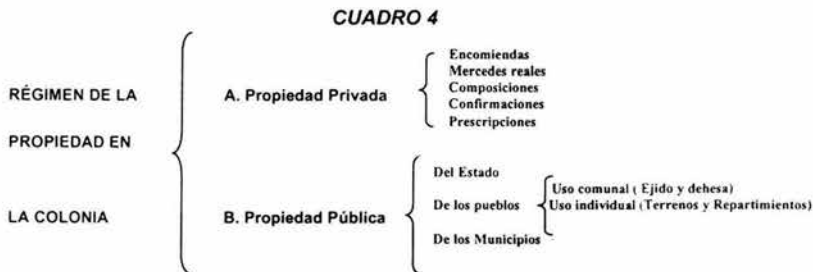 CUADRO 4
RÉGIMEN DE LA
PROPIEDAD EN
LA COLONIA
A. Propiedad Privada
Encomiendas
Mercedes reales
Composiciones
Confirmaciones
Prescripciones
B. Propiedad Pública
Del Estado
De los pueblos
Uso comunal ( Ejido y dehesa)
Uso individual (Terrenos y Repartimientos)
De los Municipios